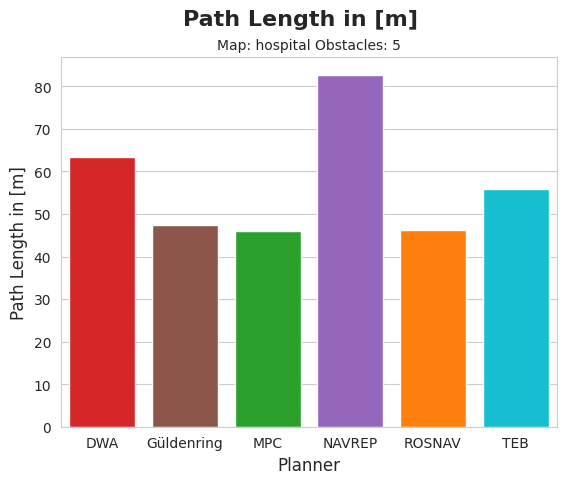 Path Length in [m]
Map: hospital Obstacles: 5
Path Length in [m]
80
70
60
50
40
30
20
10
0
DWA Güldenring MPC NAVREP ROSNAV TEB
Planner